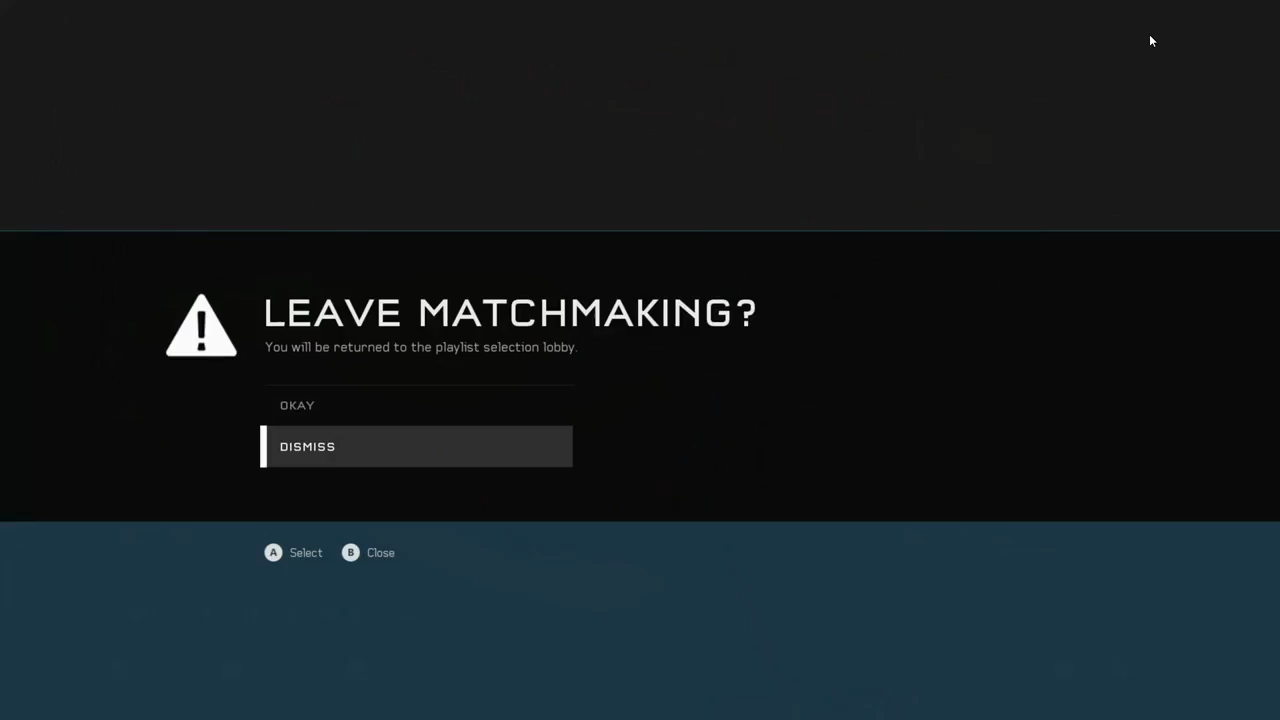 LEAVE MATCHMAKING?
You will be returned to the playlist selection lobby.
OKAY
DISMISS
A Select B Close